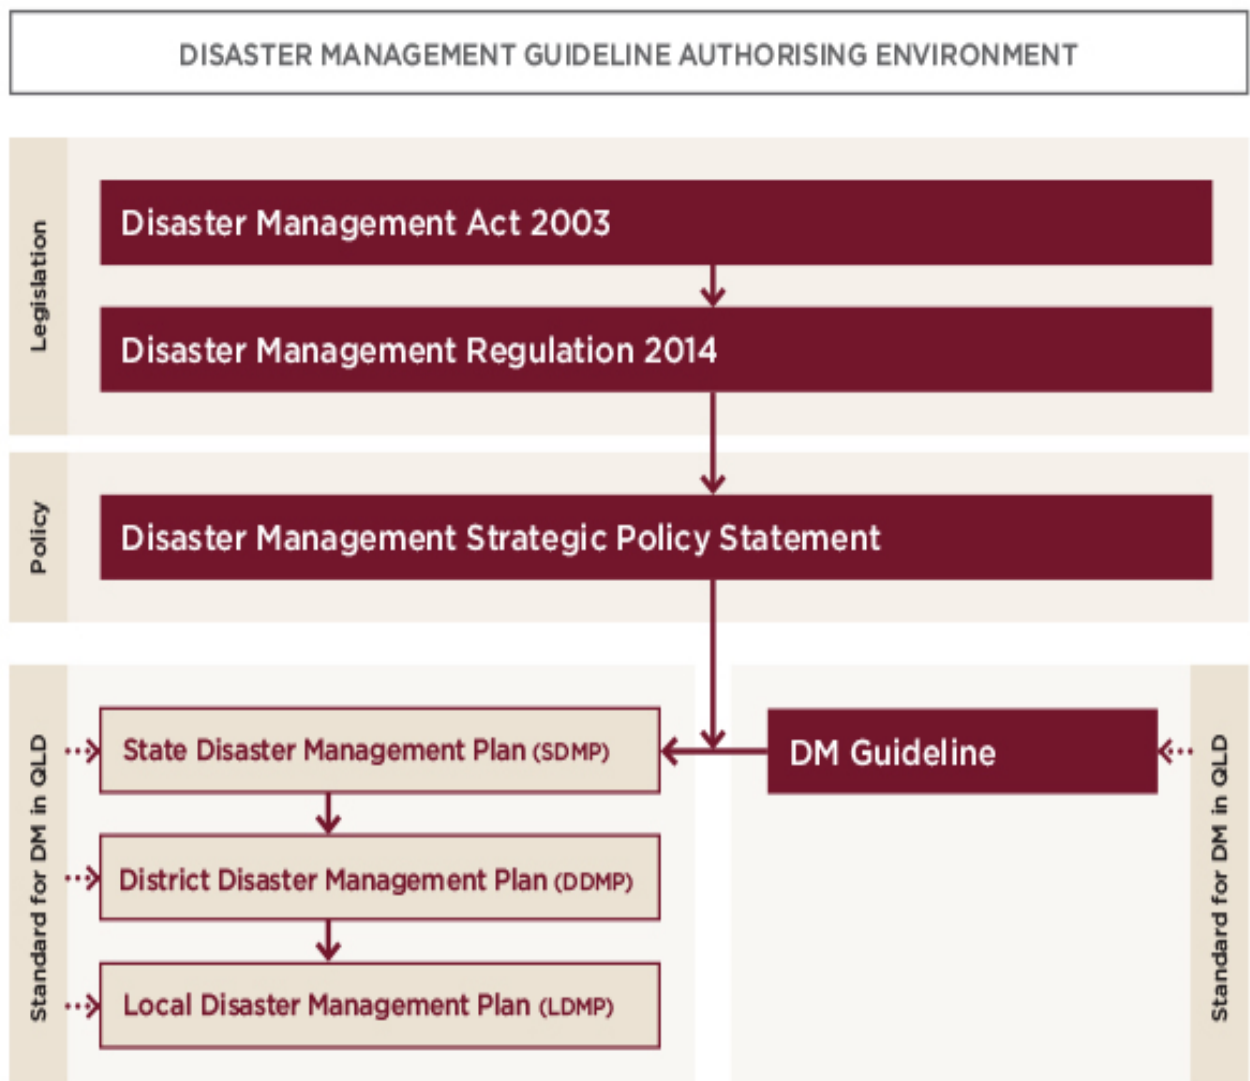 DISASTER MANAGEMENT GUIDELINE AUTHORISING ENVIRONMENT
Legislation
Disaster Management Act 2003
Disaster Management Regulation 2014
Policy
Disaster Management Strategic Policy Statement
Standard for DM in QLD
State Disaster Management Plan (SDMP)
District Disaster Management Plan (DDMP)
Local Disaster Management Plan (LDMP)
DM Guideline
Standard for DM in QLD